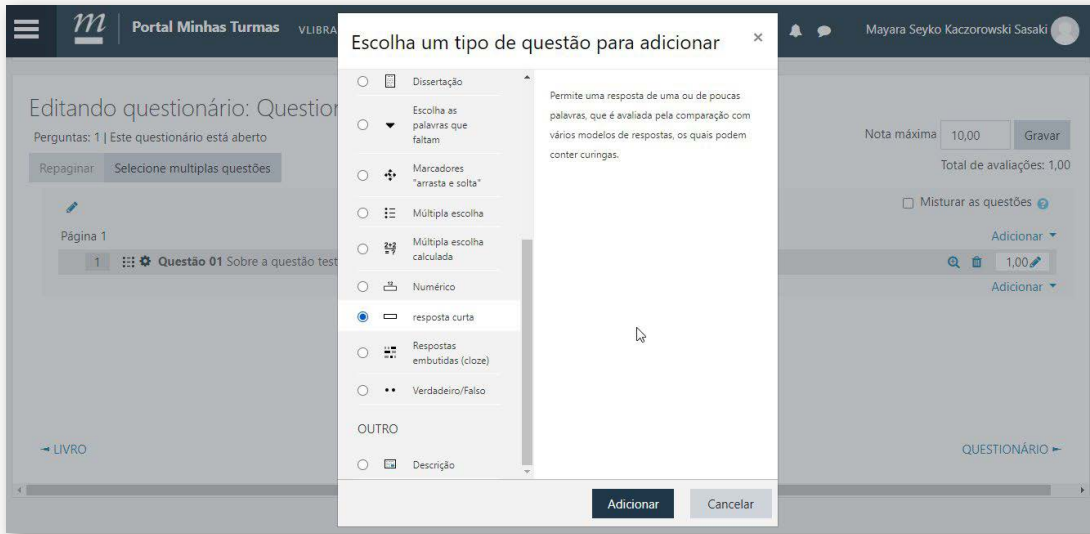 m
Portal Minhas Turmas
VLIBRA
Mayara Seyko Kaczorowski Sasaki
Escolha um tipo de questão para adicionar
×
Dissertação
Escolha as
palavras que
faltam
Marcadores
"arrasta e solta"
Múltipla escolha
Múltipla escolha
calculada
Numérico
resposta curta
Respostas
embutidas (cloze)
Verdadeiro/Falso
OUTRO
Descrição
Permite uma resposta de uma ou de poucas
palavras, que é avaliada pela comparação com
vários modelos de respostas, os quais podem
conter curingas.
Adicionar
Cancelar
Editando questionário: Question
Perguntas: 1 | Este questionário está aberto
Nota máxima
10,00
Gravar
Repaginar
Selecione multiplas questões
Total de avaliações: 1,00
Misturar as questões
Página 1
Adicionar
1
Questão 01 Sobre a questão test
1,00
Adicionar
◄ LIVRO
QUESTIONÁRIO ►